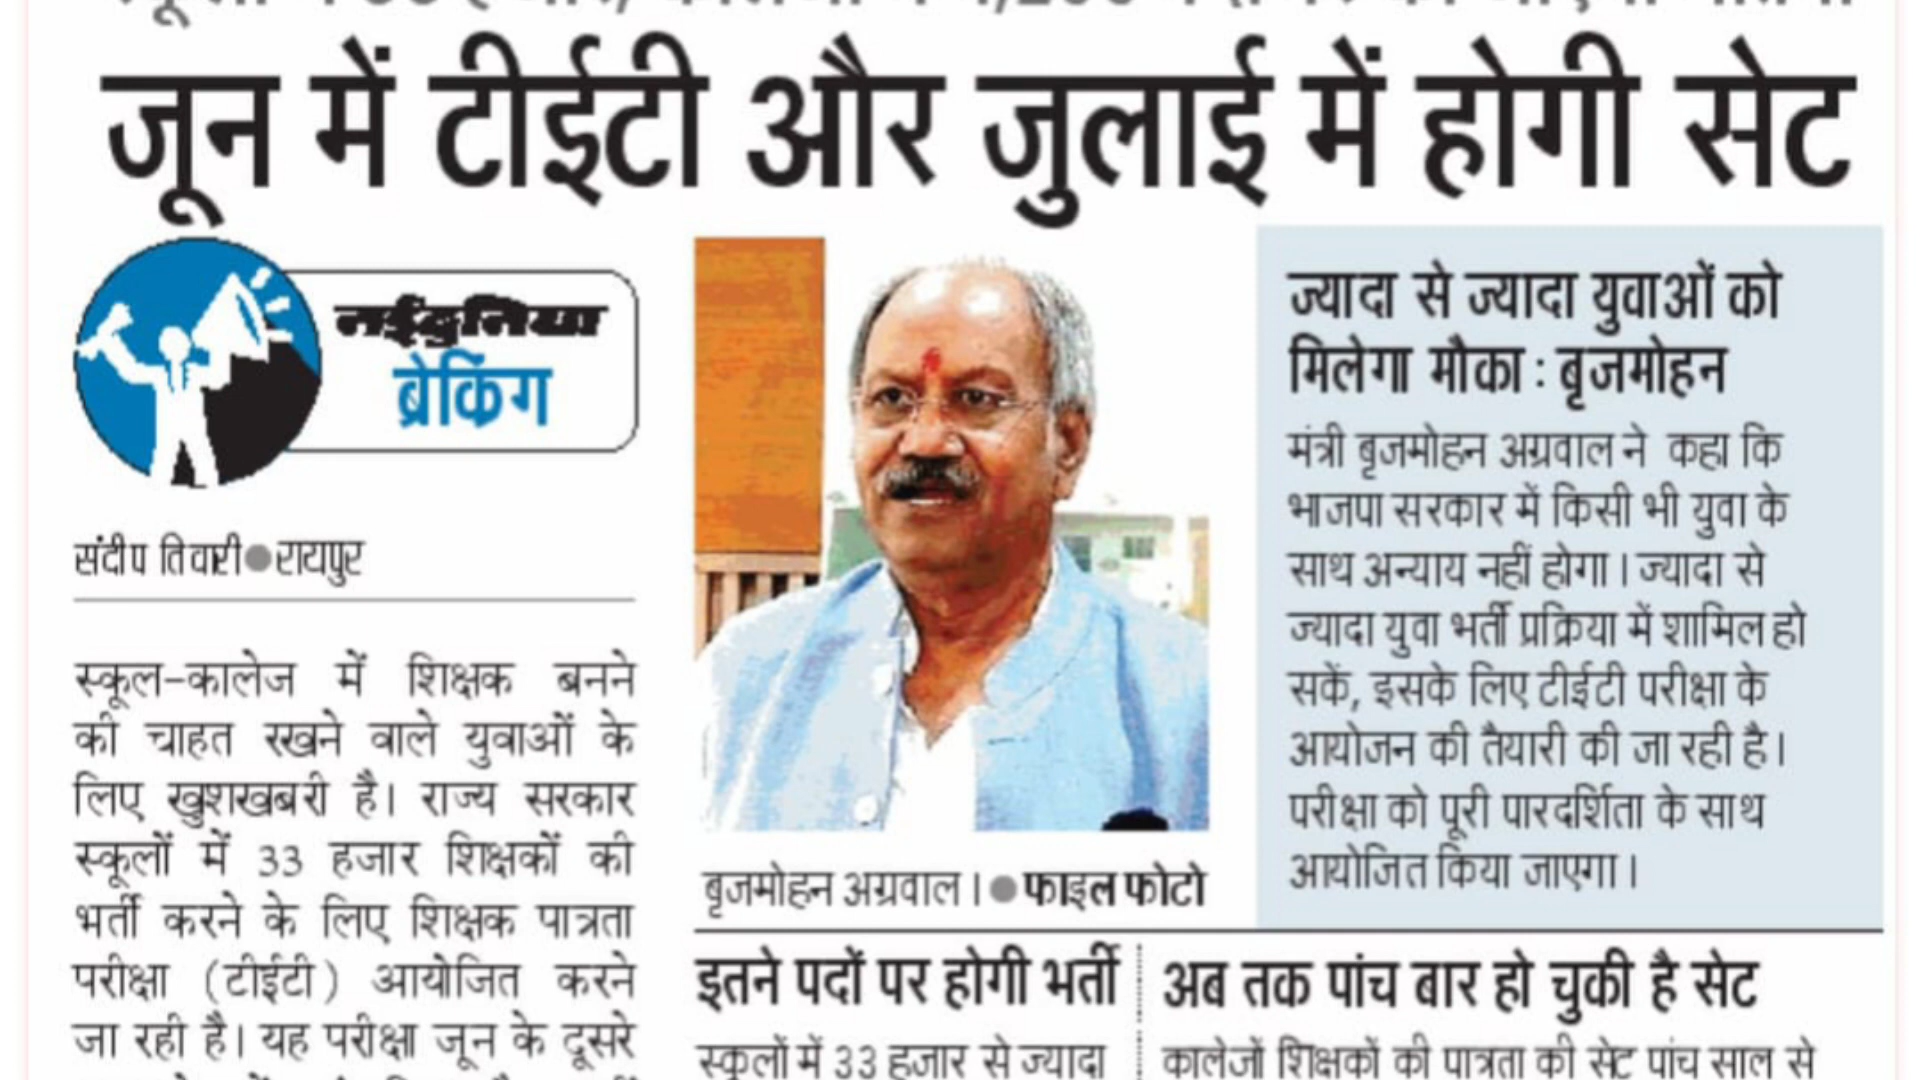 जून में टीईटी और जुलाई में होगी सेट
नईदुनिया
ब्रेकिंग
संदीप तिवारी ● रायपुर
स्कूल-कालेज में शिक्षक बनने
की चाहत रखने वाले युवाओं के
लिए खुशखबरी है। राज्य सरकार
स्कूलों में 33 हजार शिक्षकों की
भर्ती करने के लिए शिक्षक पात्रता
परीक्षा (टीईटी) आयोजित करने
जा रही है। यह परीक्षा जून के दूसरे
बृजमोहन अग्रवाल। ● फाइल फोटो
ज्यादा से ज्यादा युवाओं को
मिलेगा मौका : बृजमोहन
मंत्री बृजमोहन अग्रवाल ने कहा कि
भाजपा सरकार में किसी भी युवा के
साथ अन्याय नहीं होगा। ज्यादा से
ज्यादा युवा भर्ती प्रक्रिया में शामिल हो
सकें, इसके लिए टीईटी परीक्षा के
आयोजन की तैयारी की जा रही है।
परीक्षा को पूरी पारदर्शिता के साथ
आयोजित किया जाएगा।
इतने पदों पर होगी भर्ती
स्कूलों में 33 हजार से ज्यादा
अब तक पांच बार हो चुकी है सेट
कालेजों शिक्षकों की पात्रता की सेट पांच साल से